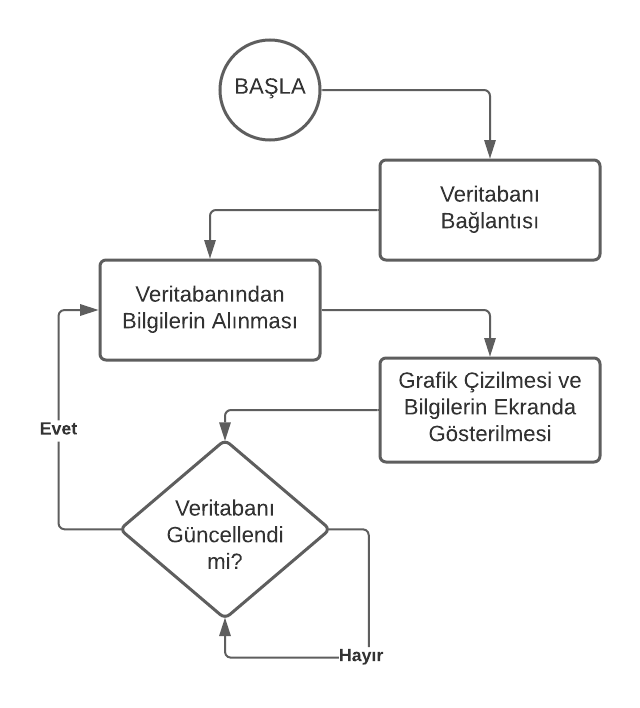 BAŞLA
Veritabanı
Bağlantısı
Veritabanından
Bilgilerin Alınması
Grafik Çizilmesi ve
Bilgilerin Ekranda
Gösterilmesi
Evet
Veritabanı
Güncellendi
mi?
Hayır